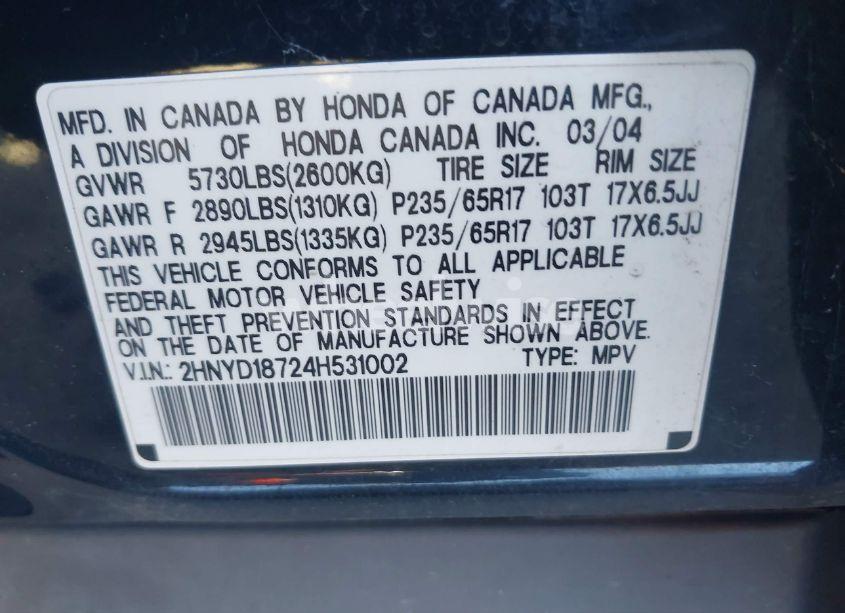 MFD. IN CANADA BY HONDA OF CANADA MFG.,
A DIVISION OF HONDA CANADA INC. 03/04
GVWR 5730LBS(2600KG) TIRE SIZE RIM SIZE
GAWR F 2890LBS(1310KG) P235/65R17 103T 17X6.5JJ
GAWR R 2945LBS(1335KG) P235/65R17 103T 17X6.5JJ
THIS VEHICLE CONFORMS TO ALL APPLICABLE
FEDERAL MOTOR VEHICLE SAFETY
AND THEFT PREVENTION STANDARDS IN EFFECT
ON THE DATE OF MANUFACTURE SHOWN ABOVE.
V.I.N.: 2HNYD18724H531002 TYPE: MPV